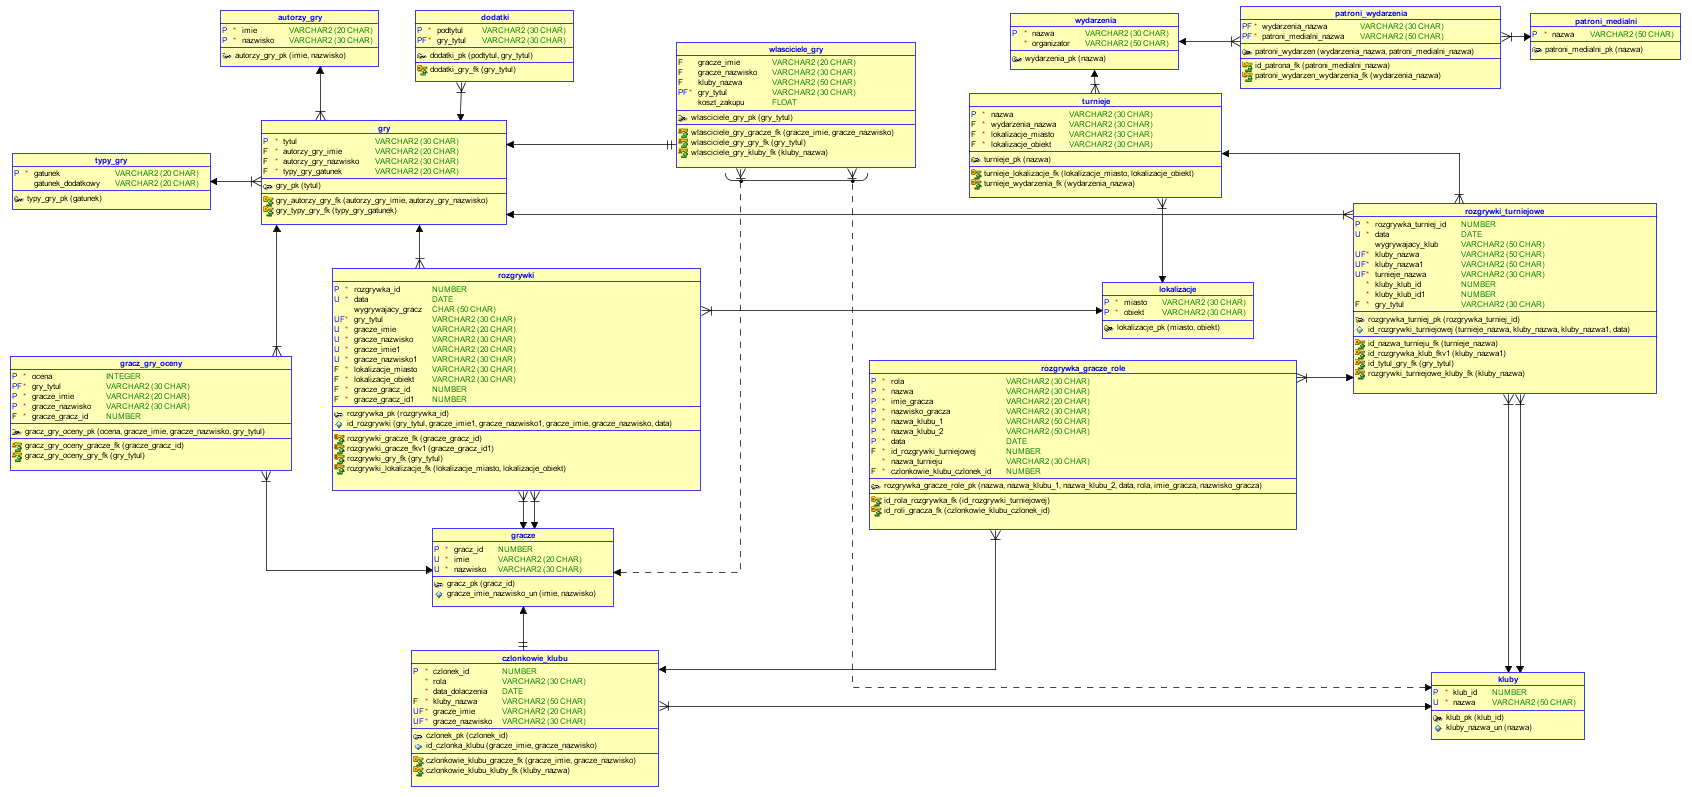 autorzy_gry
P * imie VARCHAR2 (20 CHAR)
P * nazwisko VARCHAR2 (30 CHAR)
autorzy_gry_pk (imie, nazwisko)
dodatki
P * podtytul VARCHAR2 (30 CHAR)
PF* gry_tytul VARCHAR2 (30 CHAR)
dodatki_pk (podtytul, gry_tytul)
dodatki_gry_fk (gry_tytul)
wlasciciele_gry
F gracze_imie VARCHAR2 (20 CHAR)
F gracze_nazwisko VARCHAR2 (30 CHAR)
F kluby_nazwa VARCHAR2 (50 CHAR)
PF* gry_tytul VARCHAR2 (30 CHAR)
koszt_zakupu FLOAT
wlasciciele_gry_pk (gry_tytul)
wlasciciele_gry_gracze_fk (gracze_imie, gracze_nazwisko)
wlasciciele_gry_gry_fk (gry_tytul)
wlasciciele_gry_kluby_fk (kluby_nazwa)
wydarzenia
P * nazwa VARCHAR2 (30 CHAR)
* organizator VARCHAR2 (50 CHAR)
wydarzenia_pk (nazwa)
patroni_wydarzenia
PF* wydarzenia_nazwa VARCHAR2 (30 CHAR)
PF* patroni_medialni_nazwa VARCHAR2 (50 CHAR)
patroni_wydarzen (wydarzenia_nazwa, patroni_medialni_nazwa)
id_patrona_fk (patroni_medialni_nazwa)
patroni_wydarzen_wydarzenia_fk (wydarzenia_nazwa)
patroni_medialni
P * nazwa VARCHAR2 (50 CHAR)
patroni_medialni_pk (nazwa)
turnieje
P * nazwa VARCHAR2 (30 CHAR)
F * wydarzenia_nazwa VARCHAR2 (30 CHAR)
F * lokalizacje_miasto VARCHAR2 (30 CHAR)
F * lokalizacje_obiekt VARCHAR2 (30 CHAR)
turnieje_pk (nazwa)
turnieje_lokalizacje_fk (lokalizacje_miasto, lokalizacje_obiekt)
turnieje_wydarzenia_fk (wydarzenia_nazwa)
gry
P * tytul VARCHAR2 (30 CHAR)
F * autorzy_gry_imie VARCHAR2 (20 CHAR)
F * autorzy_gry_nazwisko VARCHAR2 (30 CHAR)
F * typy_gry_gatunek VARCHAR2 (20 CHAR)
gry_pk (tytul)
gry_autorzy_gry_fk (autorzy_gry_imie, autorzy_gry_nazwisko)
gry_typy_gry_fk (typy_gry_gatunek)
typy_gry
P * gatunek VARCHAR2 (20 CHAR)
gatunek_dodatkowy VARCHAR2 (20 CHAR)
typy_gry_pk (gatunek)
rozgrywki_turniejowe
P * rozgrywka_turniej_id NUMBER
U * data DATE
wygrywajacy_klub VARCHAR2 (50 CHAR)
UF* kluby_nazwa VARCHAR2 (50 CHAR)
UF* kluby_nazwa1 VARCHAR2 (50 CHAR)
UF* turnieje_nazwa VARCHAR2 (30 CHAR)
* kluby_klub_id NUMBER
* kluby_klub_id1 NUMBER
F * gry_tytul VARCHAR2 (30 CHAR)
rozgrywka_turniej_pk (rozgrywka_turniej_id)
id_rozgrywki_turniejowej (turnieje_nazwa, kluby_nazwa, kluby_nazwa1, data)
id_nazwa_turnieju_fk (turnieje_nazwa)
id_rozgrywka_klub_fkv1 (kluby_nazwa1)
id_tytul_gry_fk (gry_tytul)
rozgrywki_turniejowe_kluby_fk (kluby_nazwa)
rozgrywki
P * rozgrywka_id NUMBER
U * data DATE
wygrywajacy_gracz CHAR (50 CHAR)
UF* gry_tytul VARCHAR2 (30 CHAR)
U * gracze_imie VARCHAR2 (20 CHAR)
U * gracze_nazwisko VARCHAR2 (30 CHAR)
U * gracze_imie1 VARCHAR2 (20 CHAR)
U * gracze_nazwisko1 VARCHAR2 (30 CHAR)
F * lokalizacje_miasto VARCHAR2 (30 CHAR)
F * lokalizacje_obiekt VARCHAR2 (30 CHAR)
F * gracze_gracz_id NUMBER
F * gracze_gracz_id1 NUMBER
rozgrywka_pk (rozgrywka_id)
id_rozgrywki (gry_tytul, gracze_imie1, gracze_nazwisko1, gracze_imie, gracze_nazwisko, data)
rozgrywki_gracze_fk (gracze_gracz_id)
rozgrywki_gracze_fkv1 (gracze_gracz_id1)
rozgrywki_gry_fk (gry_tytul)
rozgrywki_lokalizacje_fk (lokalizacje_miasto, lokalizacje_obiekt)
lokalizacje
P * miasto VARCHAR2 (30 CHAR)
P * obiekt VARCHAR2 (30 CHAR)
lokalizacje_pk (miasto, obiekt)
gracz_gry_oceny
P * ocena INTEGER
PF* gry_tytul VARCHAR2 (30 CHAR)
P * gracze_imie VARCHAR2 (20 CHAR)
P * gracze_nazwisko VARCHAR2 (30 CHAR)
F * gracze_gracz_id NUMBER
gracz_gry_oceny_pk (ocena, gracze_imie, gracze_nazwisko, gry_tytul)
gracz_gry_oceny_gracze_fk (gracze_gracz_id)
gracz_gry_oceny_gry_fk (gry_tytul)
rozgrywka_gracze_role
P * rola VARCHAR2 (30 CHAR)
P * nazwa VARCHAR2 (30 CHAR)
P * imie_gracza VARCHAR2 (20 CHAR)
P * nazwisko_gracza VARCHAR2 (30 CHAR)
P * nazwa_klubu_1 VARCHAR2 (50 CHAR)
P * nazwa_klubu_2 VARCHAR2 (50 CHAR)
P * data DATE
F * id_rozgrywki_turniejowej NUMBER
* nazwa_turnieju VARCHAR2 (30 CHAR)
F * czlonkowie_klubu_czlonek_id NUMBER
rozgrywka_gracze_role_pk (nazwa, nazwa_klubu_1, nazwa_klubu_2, data, rola, imie_gracza, nazwisko_gracza)
id_rola_rozgrywka_fk (id_rozgrywki_turniejowej)
id_roli_gracza_fk (czlonkowie_klubu_czlonek_id)
gracze
P * gracz_id NUMBER
U * imie VARCHAR2 (20 CHAR)
U * nazwisko VARCHAR2 (30 CHAR)
gracz_pk (gracz_id)
gracze_imie_nazwisko_un (imie, nazwisko)
czlonkowie_klubu
P * czlonek_id NUMBER
* rola VARCHAR2 (30 CHAR)
* data_dolaczenia DATE
F * kluby_nazwa VARCHAR2 (50 CHAR)
UF* gracze_imie VARCHAR2 (20 CHAR)
UF* gracze_nazwisko VARCHAR2 (30 CHAR)
czlonek_pk (czlonek_id)
id_czlonka_klubu (gracze_imie, gracze_nazwisko)
czlonkowie_klubu_gracze_fk (gracze_imie, gracze_nazwisko)
czlonkowie_klubu_kluby_fk (kluby_nazwa)
kluby
P * klub_id NUMBER
U * nazwa VARCHAR2 (50 CHAR)
klub_pk (klub_id)
kluby_nazwa_un (nazwa)